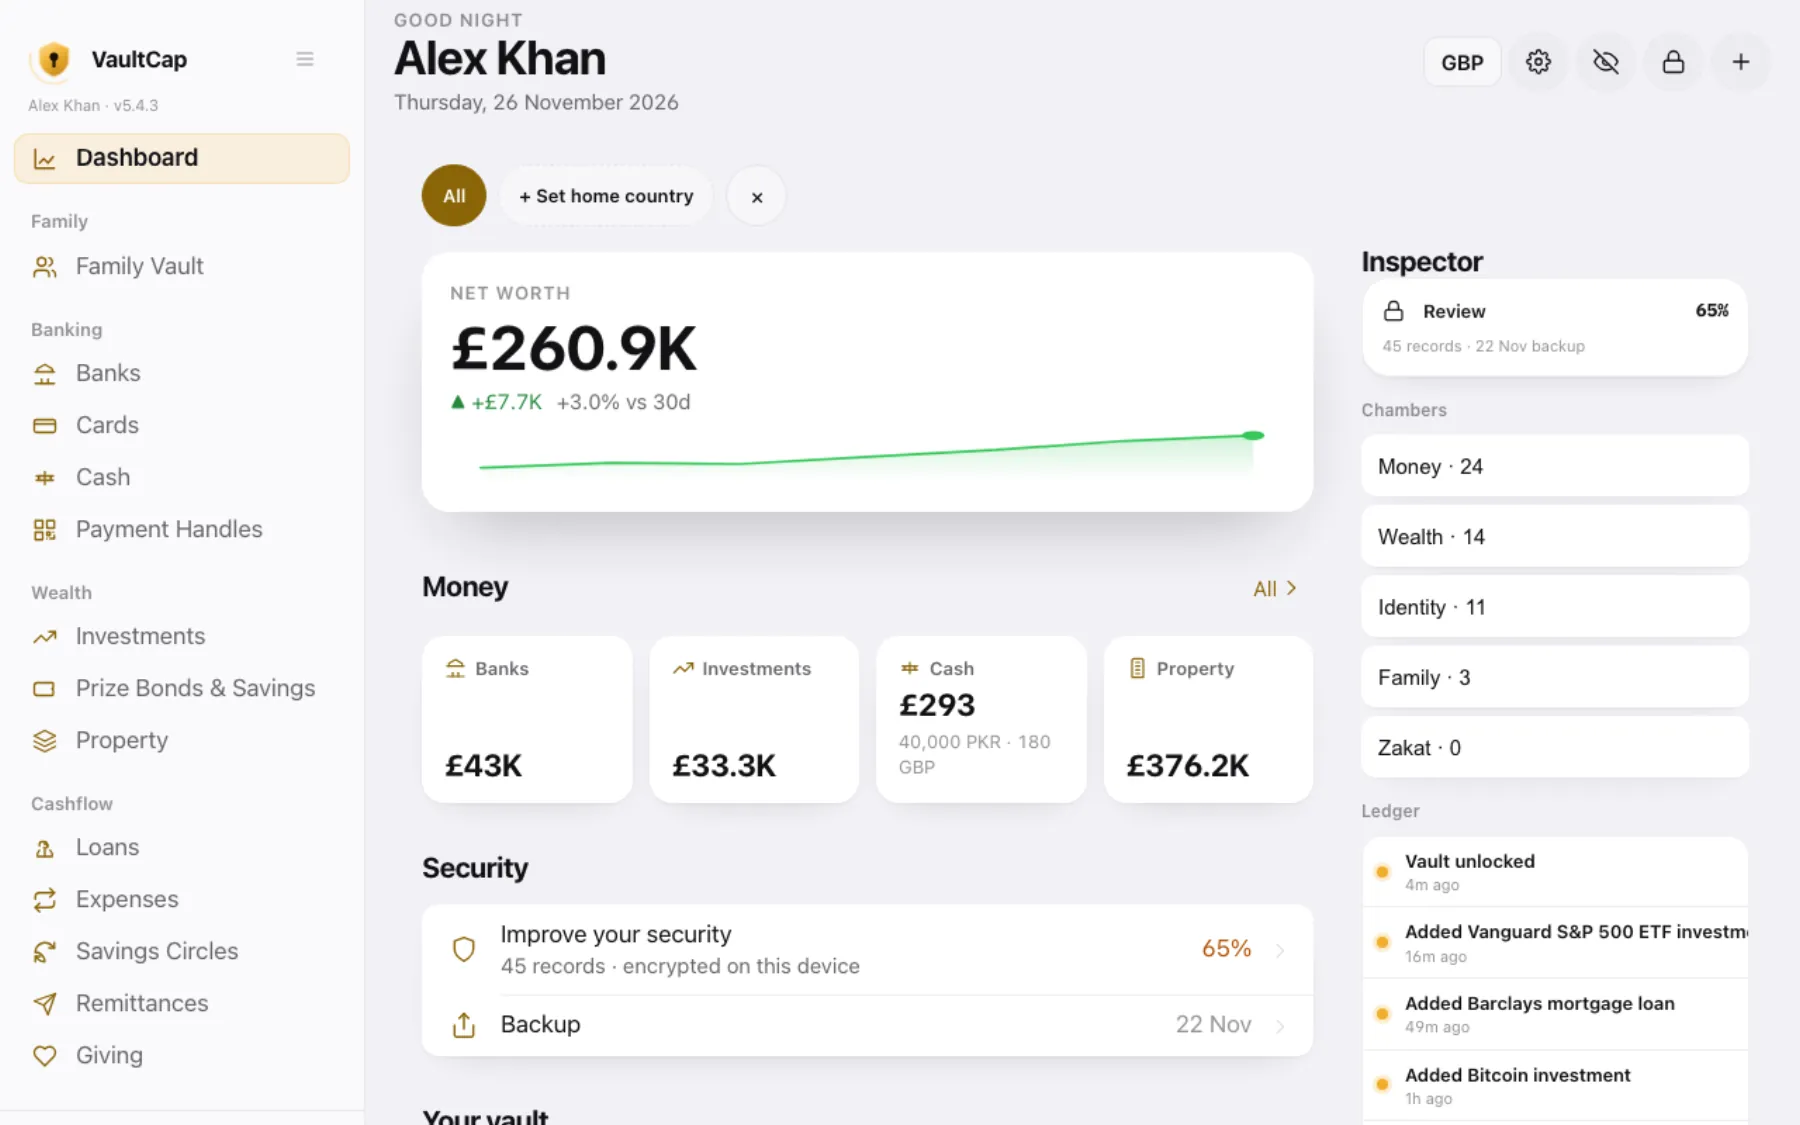 VaultCap
Alex Khan · v5.4.3
Dashboard
Family
Family Vault
Banking
Banks
Cards
Cash
Payment Handles
Wealth
Investments
Prize Bonds & Savings
Property
Cashflow
Loans
Expenses
Savings Circles
Remittances
Giving
GOOD NIGHT
Alex Khan
Thursday, 26 November 2026
GBP
All
+ Set home country
×
NET WORTH
£260.9K
▲ +£7.7K +3.0% vs 30d
Money
All
Banks
£43K
Investments
£33.3K
Cash
£293
40,000 PKR · 180
GBP
Property
£376.2K
Security
Improve your security
45 records · encrypted on this device
65%
Backup
22 Nov
Your vault
Inspector
Review
65%
45 records · 22 Nov backup
Chambers
Money · 24
Wealth · 14
Identity · 11
Family · 3
Zakat · 0
Ledger
Vault unlocked
4m ago
Added Vanguard S&P 500 ETF investm
16m ago
Added Barclays mortgage loan
49m ago
Added Bitcoin investment
1h ago